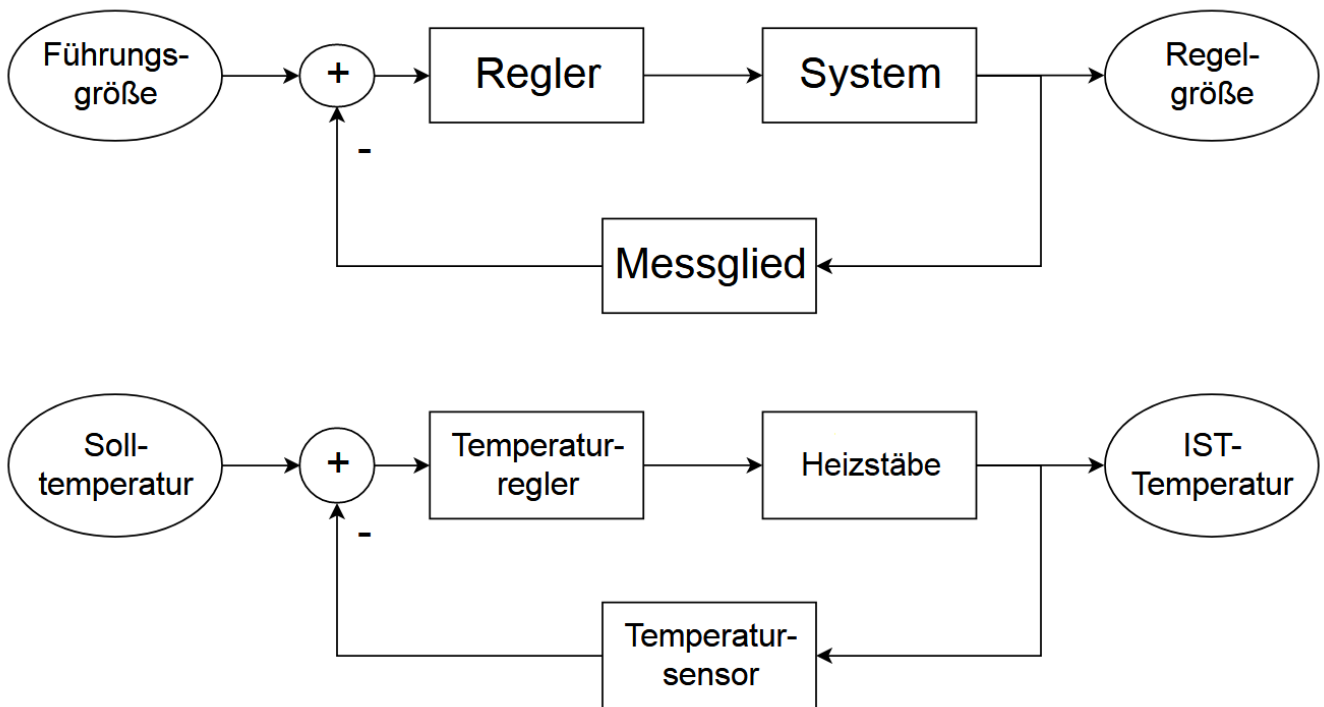 Führungs-
größe
+
Regler
System
Regel-
größe
-
Messglied
Soll-
temperatur
+
Temperatur-
regler
Heizstäbe
IST-
Temperatur
-
Temperatur-
sensor